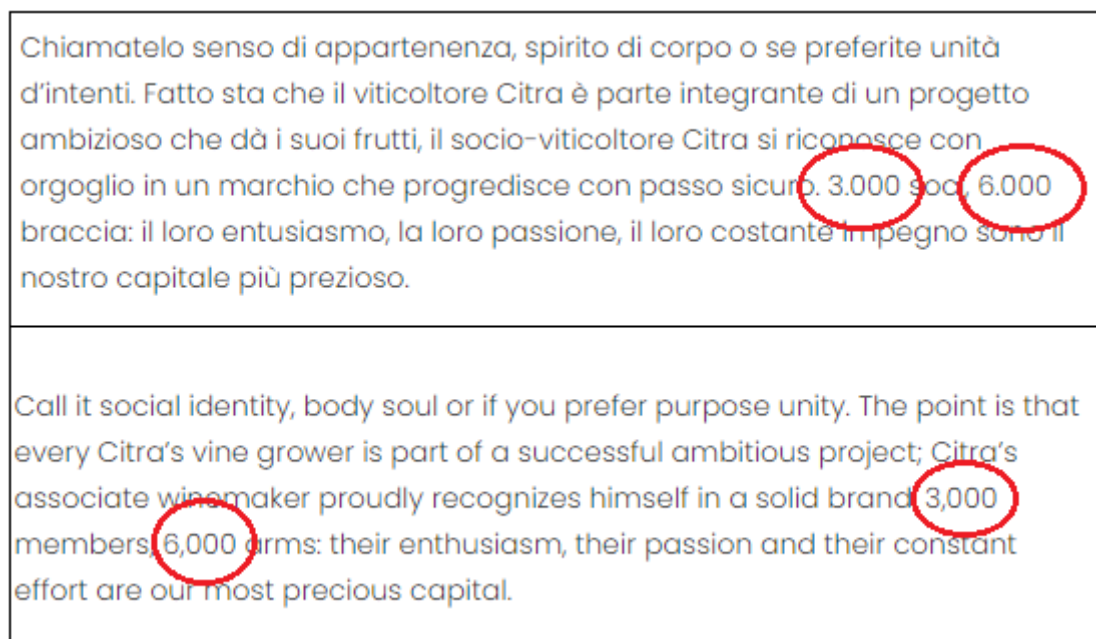 Chiamatelo senso di appartenenza, spirito di corpo o se preferite unità
d'intenti. Fatto sta che il viticoltore Citra è parte integrante di un progetto
ambizioso che dà i suoi frutti, il socio-viticoltore Citra si riconosce con
orgoglio in un marchio che progredisce con passo sicuro. 3.000 soci, 6.000
braccia: il loro entusiasmo, la loro passione, il loro costante impegno sono il
nostro capitale più prezioso.
Call it social identity, body soul or if you prefer purpose unity. The point is that
every Citra's vine grower is part of a successful ambitious project; Citra's
associate winemaker proudly recognizes himself in a solid brand. 3,000
members, 6,000 arms: their enthusiasm, their passion and their constant
effort are our most precious capital.